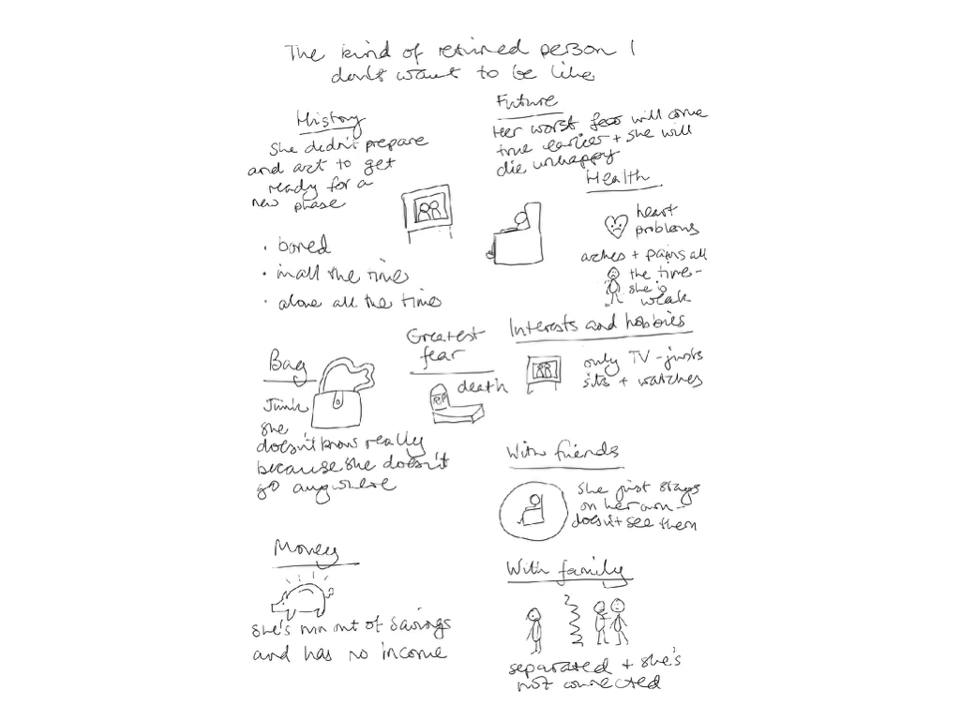 The kind of retired person I
don't want to be like
History
She didn't prepare
and act to get
ready for a
new phase
• bored
• in all the time
• alone all the time
Future
Her worst fear will come
true earlier + she will
die unhappy
Health
heart
problems
aches + pains all
the time -
she is
weak
Bag
Junk
she
doesn't know really
because she doesn't
go anywhere
Greatest
fear
death
RIP
Interests and hobbies
only TV - just
sits + watches
With friends
she just stays
on her own -
doesn't see them
Money
she's run out of savings
and has no income
With family
separated + she's
not connected